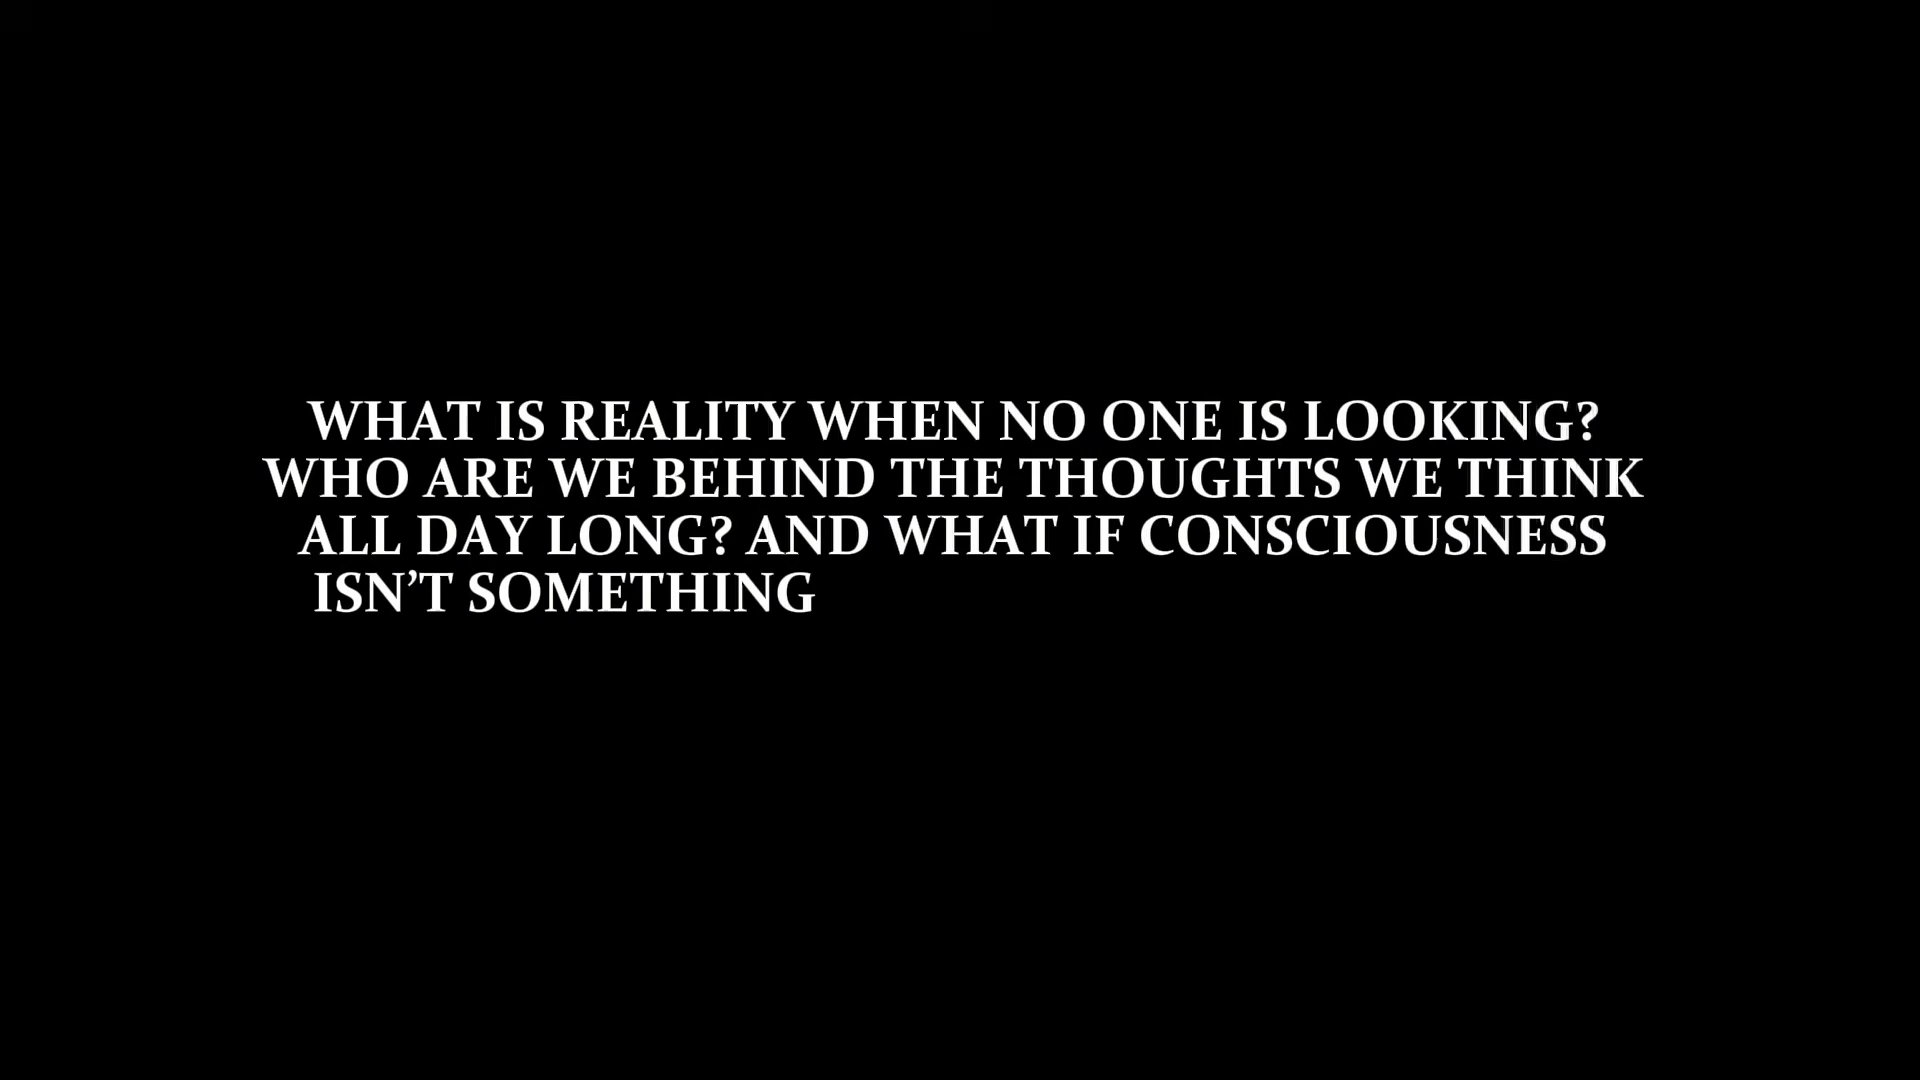 WHAT IS REALITY WHEN NO ONE IS LOOKING?
WHO ARE WE BEHIND THE THOUGHTS WE THINK
ALL DAY LONG? AND WHAT IF CONSCIOUSNESS
ISN’T SOMETHING